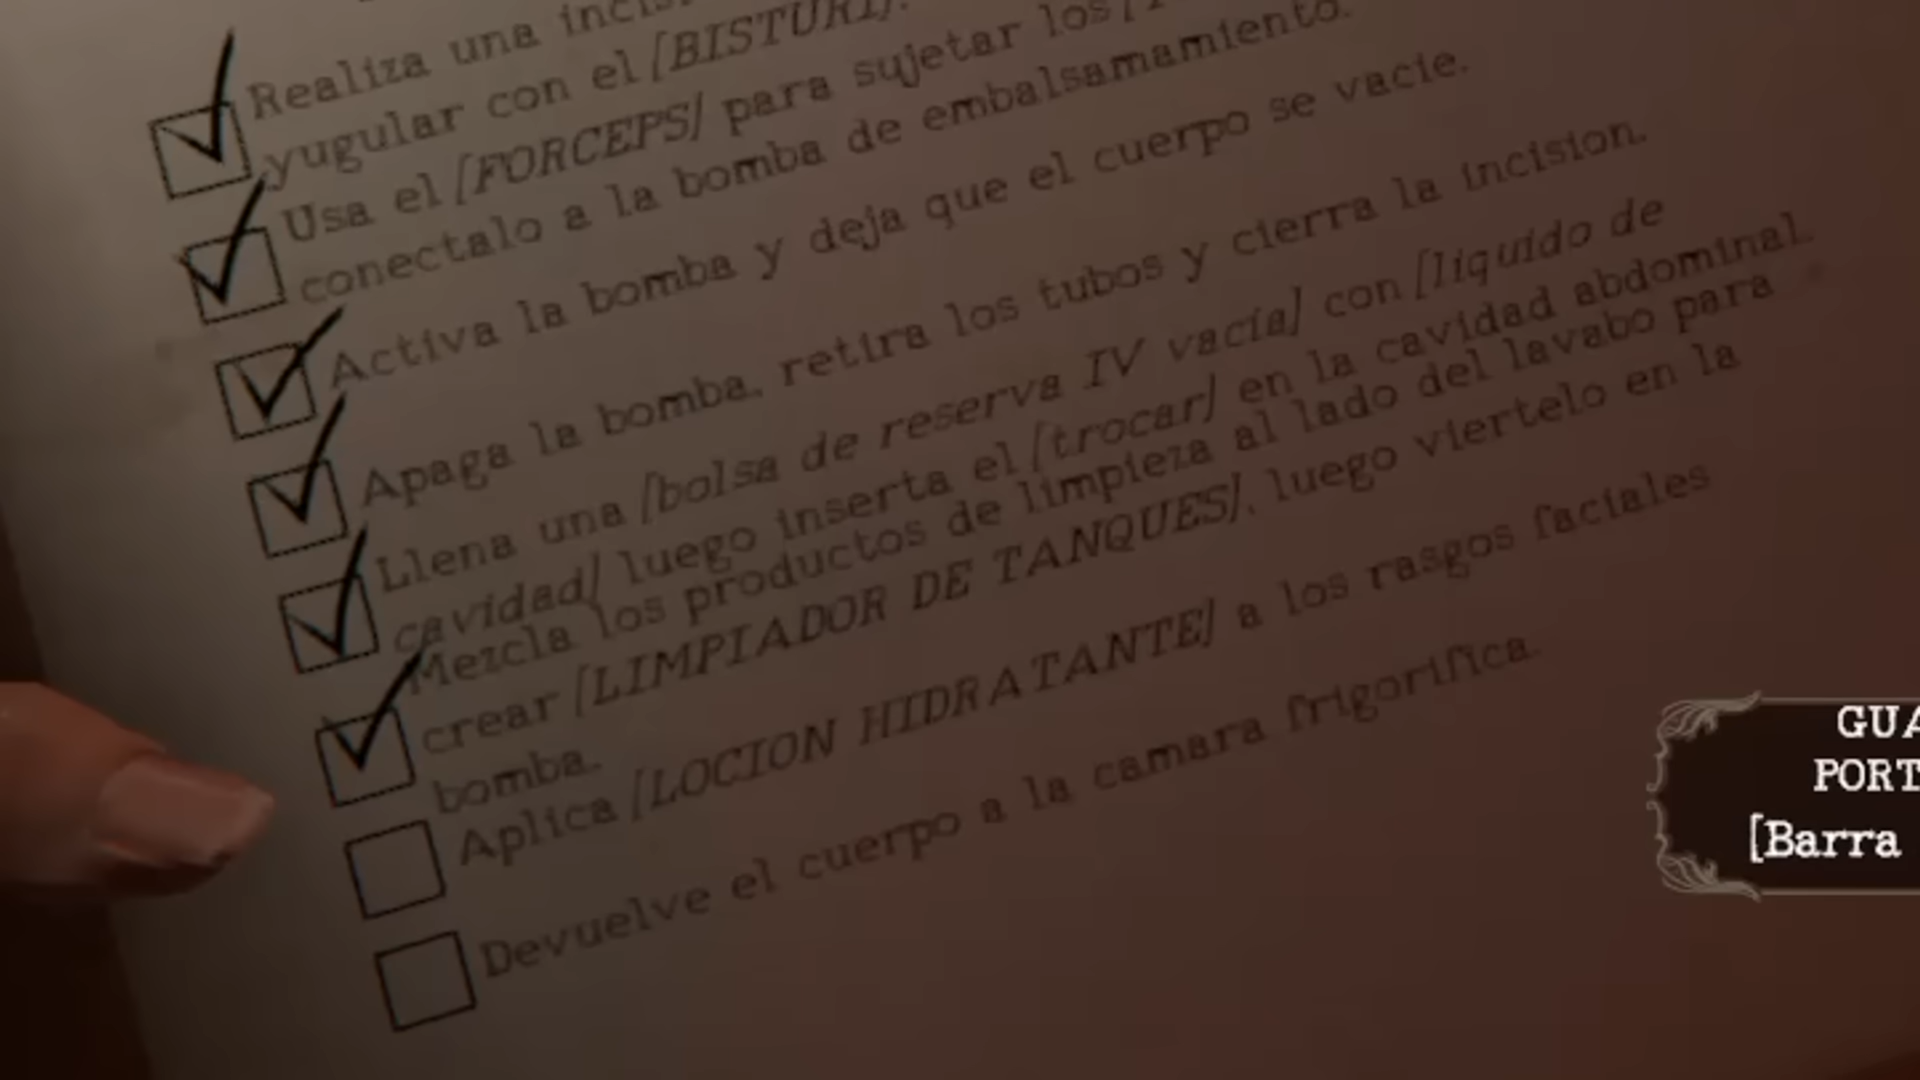 Realiza una
yugular con el [BISTURI].
Usa el [FORCEPS] para sujetar los
conectalo a la bomba de embalsamamiento.
Activa la bomba y deja que el cuerpo se vacie.
Apaga la bomba, retira los tubos y cierra la incision.
Llena una [bolsa de reserva IV vacia] con [liquido de
cavidad] luego inserta el [trocar] en la cavidad abdominal.
Mezcla los productos de limpieza al lado del lavabo para
crear [LIMPIADOR DE TANQUES], luego viertelo en la
bomba.
Aplica [LOCION HIDRATANTE] a los rasgos faciales
Devuelve el cuerpo a la camara frigorifica.
GUA
PORT
[Barra